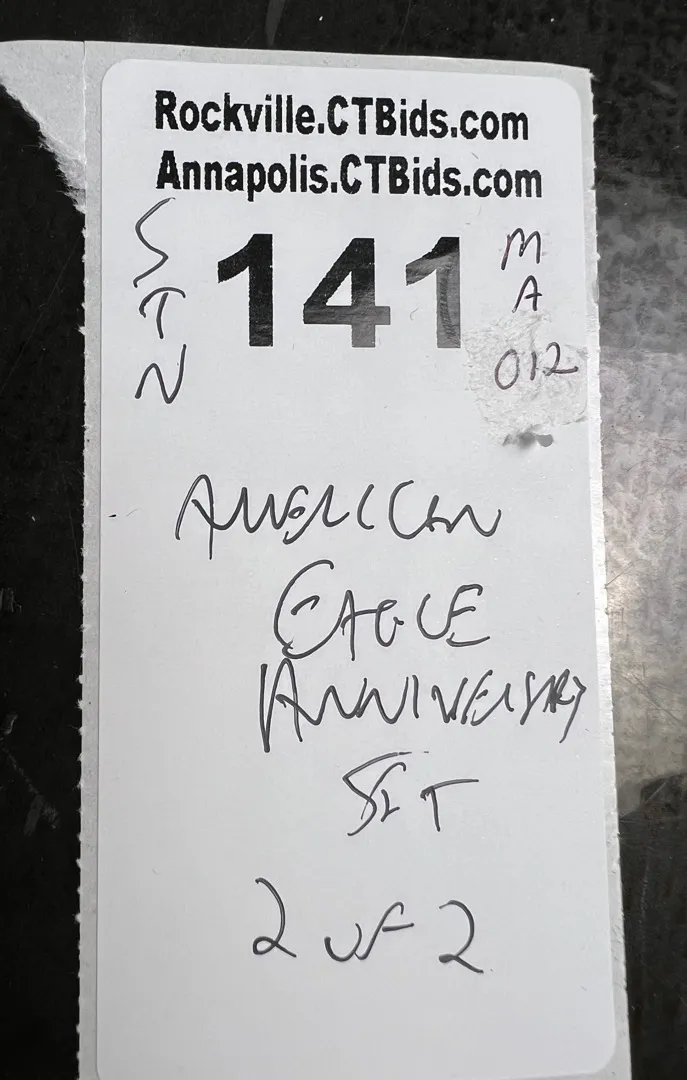 Rockville.CTBids.com
Annapolis.CTBids.com
141
M
A
012
AMERICAN
EAGLE
ANNIVERSARY
SET
2 of 2